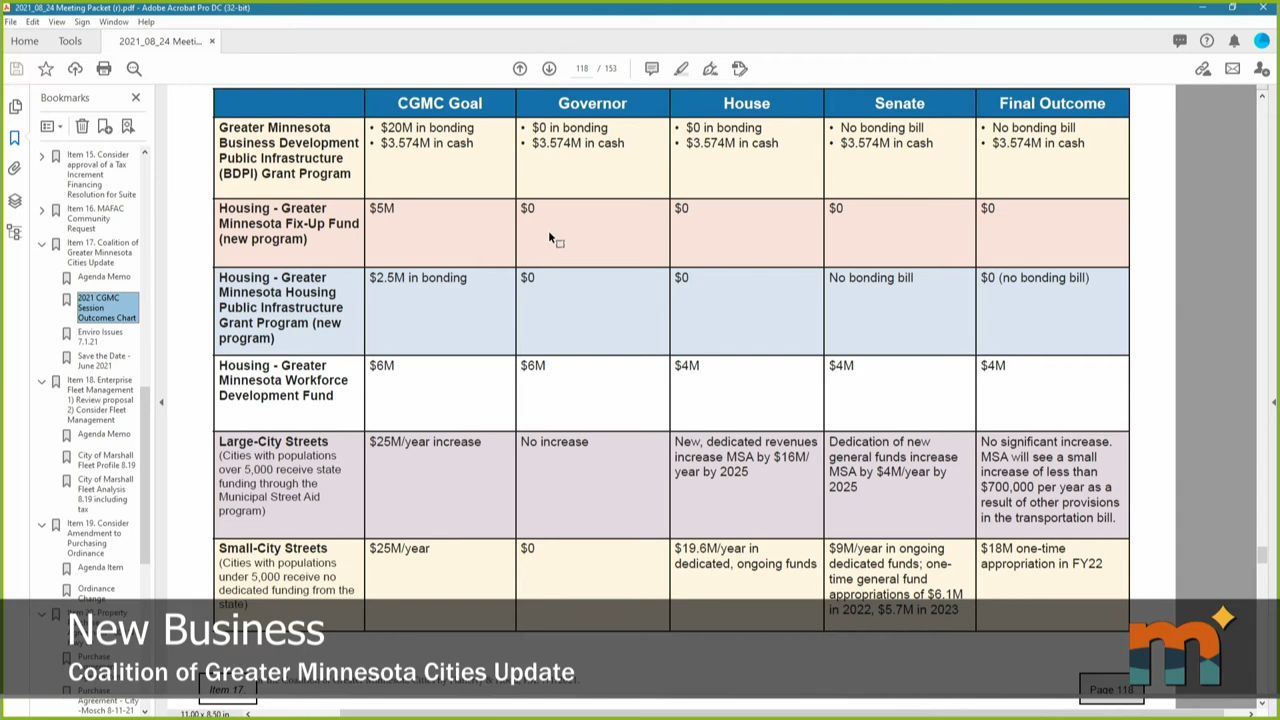 2021_08_24 Meeting Packet (r).pdf - Adobe Acrobat Pro DC (32-bit)
File Edit View Sign Window Help
Home Tools 2021_08_24 Meeti... ×
118 / 153
Bookmarks
Item 15. Consider
approval of a Tax
Increment
Financing
Resolution for Suite
Item 16. MAFAC
Community
Request
Item 17. Coalition of
Greater Minnesota
Cities Update
Agenda Memo
2021 CGMC
Session
Outcomes Chart
Enviro Issues
7.1.21
Save the Date -
June 2021
Item 18. Enterprise
Fleet Management
1) Review proposal
2) Consider Fleet
Management
Agenda Memo
City of Marshall
Fleet Profile 8.19
City of Marshall
Fleet Analysis
8.19 including
tax
Item 19. Consider
Amendment to
Purchasing
Ordinance
Agenda Item
Ordinance
Change
Purchase
Purchase
Agreement - City
-Mosch 8-11-21
CGMC Goal Governor House Senate Final Outcome
Greater Minnesota
Business Development
Public Infrastructure
(BDPI) Grant Program
• $20M in bonding
• $3.574M in cash
• $0 in bonding
• $3.574M in cash
• $0 in bonding
• $3.574M in cash
• No bonding bill
• $3.574M in cash
• No bonding bill
• $3.574M in cash
Housing - Greater
Minnesota Fix-Up Fund
(new program)
$5M
$0
$0
$0
$0
Housing - Greater
Minnesota Housing
Public Infrastructure
Grant Program (new
program)
$2.5M in bonding
$0
$0
No bonding bill
$0 (no bonding bill)
Housing - Greater
Minnesota Workforce
Development Fund
$6M
$6M
$4M
$4M
$4M
Large-City Streets
(Cities with populations
over 5,000 receive state
funding through the
Municipal Street Aid
program)
$25M/year increase
No increase
New, dedicated revenues
increase MSA by $16M/
year by 2025
Dedication of new
general funds increase
MSA by $4M/year by
2025
No significant increase.
MSA will see a small
increase of less than
$700,000 per year as a
result of other provisions
in the transportation bill.
Small-City Streets
(Cities with populations
under 5,000 receive no
dedicated funding from the
state)
$25M/year
$0
$19.6M/year in
dedicated, ongoing funds
$9M/year in ongoing
dedicated funds; one-
time general fund
appropriations of $6.1M
in 2022, $5.7M in 2023
$18M one-time
appropriation in FY22
New Business
Coalition of Greater Minnesota Cities Update
m
Item 17.
Page 118
11.00 x 8.50 in